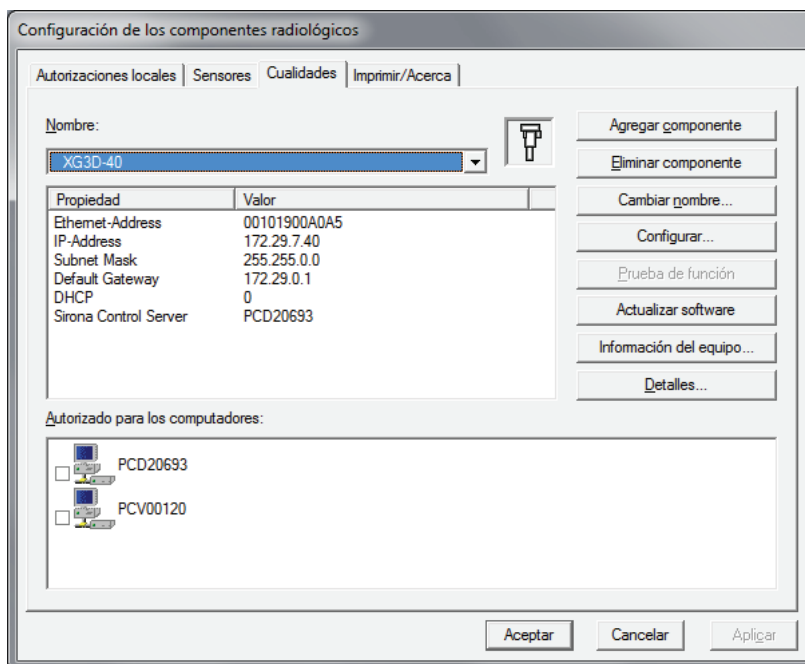 Configuración de los componentes radiológicos
Autorizaciones locales Sensores Cualidades Imprimir/Acerca
Nombre:
XG3D-40
Agregar componente
Eliminar componente
Cambiar nombre...
Configurar...
Prueba de función
Actualizar software
Información del equipo...
Detalles...
Propiedad Valor
Ethernet-Address 00101900A0A5
IP-Address 172.29.7.40
Subnet Mask 255.255.0.0
Default Gateway 172.29.0.1
DHCP 0
Sirona Control Server PCD20693
Autorizado para los computadores:
PCD20693
PCV00120
Aceptar Cancelar Aplicar